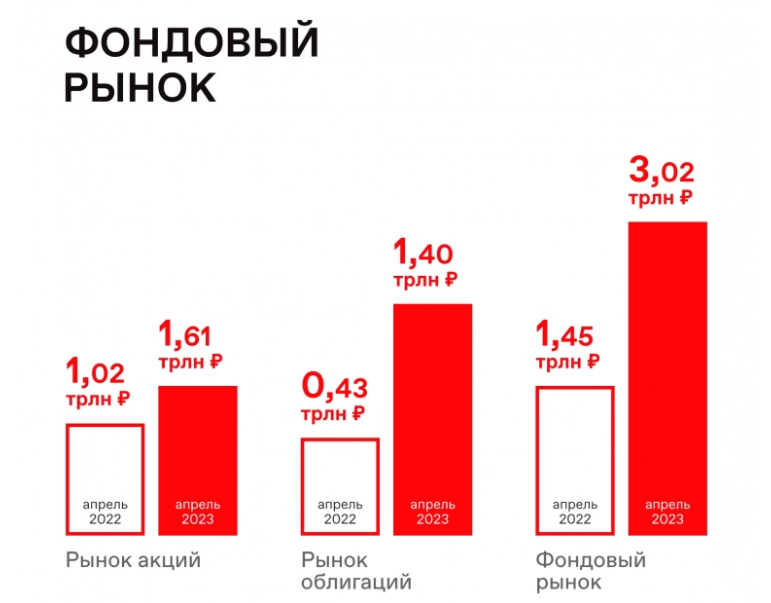 ФОНДОВЫЙ
РЫНОК
1,02
трлн ₽
апрель
2022
1,61
трлн ₽
апрель
2023
Рынок акций
0,43
трлн ₽
апрель
2022
1,40
трлн ₽
апрель
2023
Рынок
облигаций
1,45
трлн ₽
апрель
2022
3,02
трлн ₽
апрель
2023
Фондовый
рынок